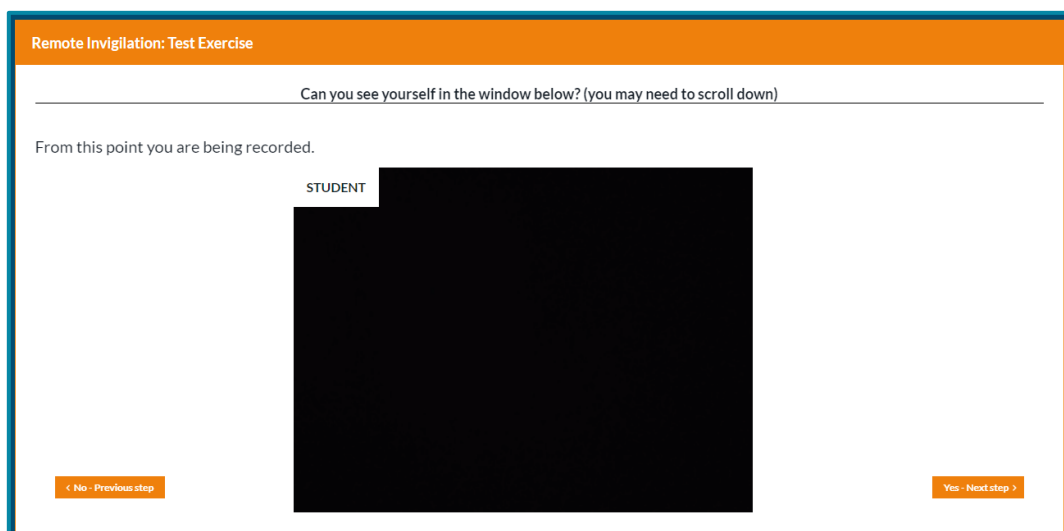 Remote Invigilation: Test Exercise
Can you see yourself in the window below? (you may need to scroll down)
From this point you are being recorded.
STUDENT
< No - Previous step
Yes - Next step >